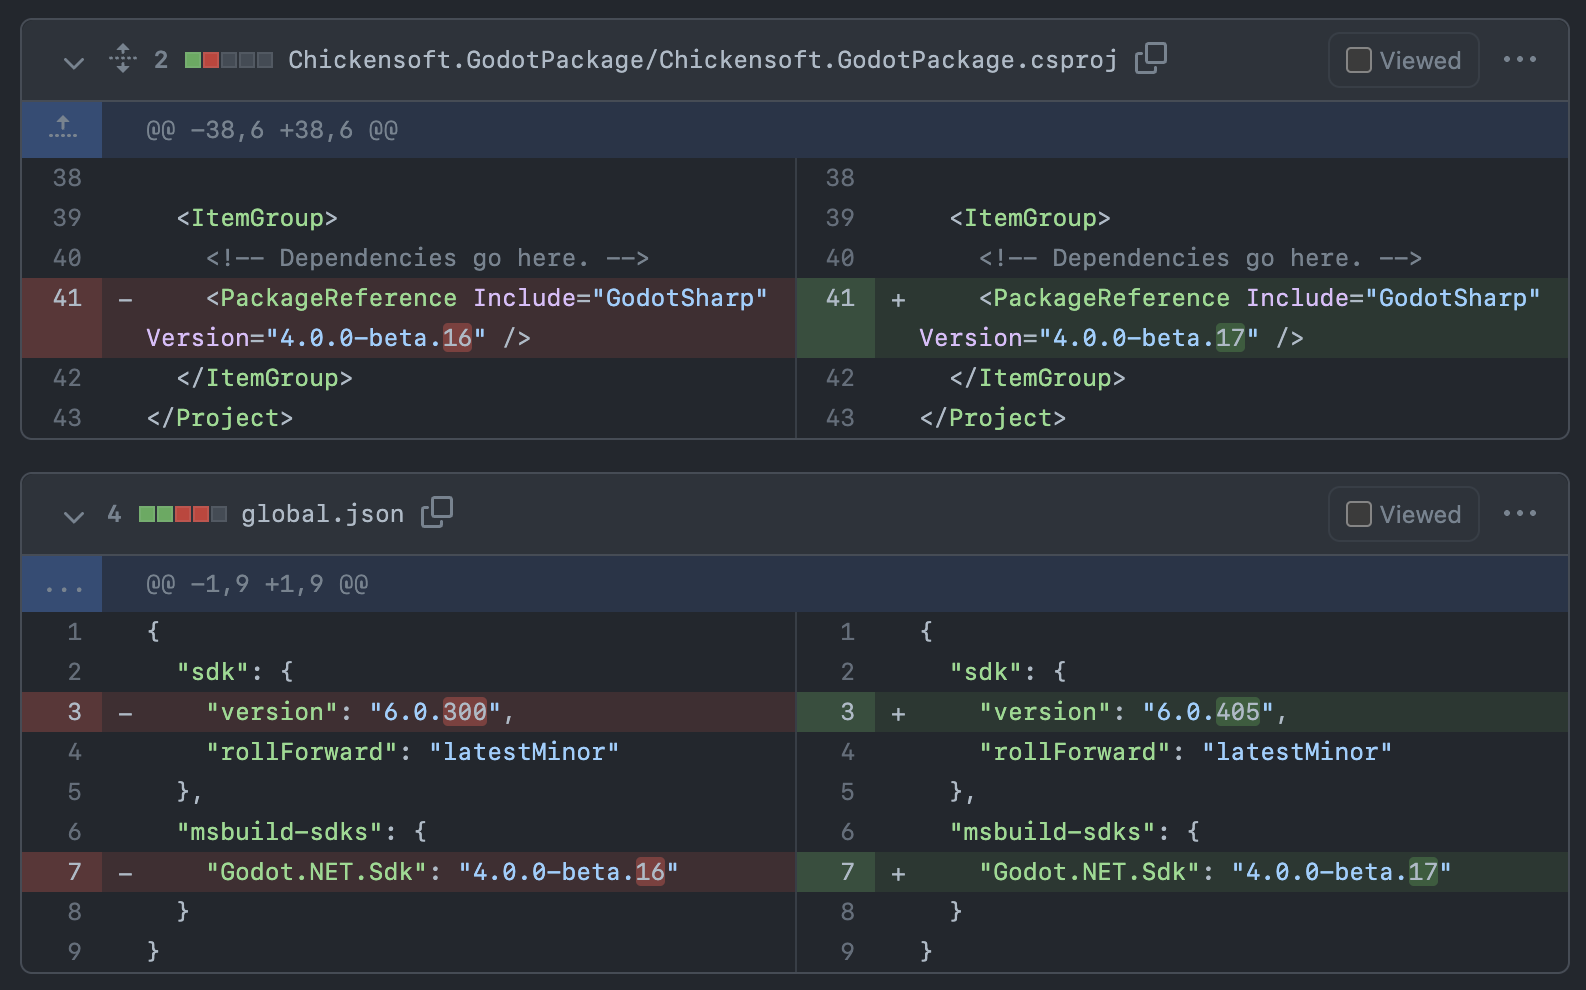 2 Chickensoft.GodotPackage/Chickensoft.GodotPackage.csproj Viewed ...
@@ -38,6 +38,6 @@
38
39 <ItemGroup>
40 <!-- Dependencies go here. -->
41 - <PackageReference Include="GodotSharp"
Version="4.0.0-beta.16" />
42 </ItemGroup>
43 </Project>
38
39 <ItemGroup>
40 <!-- Dependencies go here. -->
41 + <PackageReference Include="GodotSharp"
Version="4.0.0-beta.17" />
42 </ItemGroup>
43 </Project>
4 global.json Viewed ...
... @@ -1,9 +1,9 @@
1 {
2 "sdk": {
3 - "version": "6.0.300",
4 "rollForward": "latestMinor"
5 },
6 "msbuild-sdks": {
7 - "Godot.NET.Sdk": "4.0.0-beta.16"
8 }
9 }
1 {
2 "sdk": {
3 + "version": "6.0.405",
4 "rollForward": "latestMinor"
5 },
6 "msbuild-sdks": {
7 + "Godot.NET.Sdk": "4.0.0-beta.17"
8 }
9 }